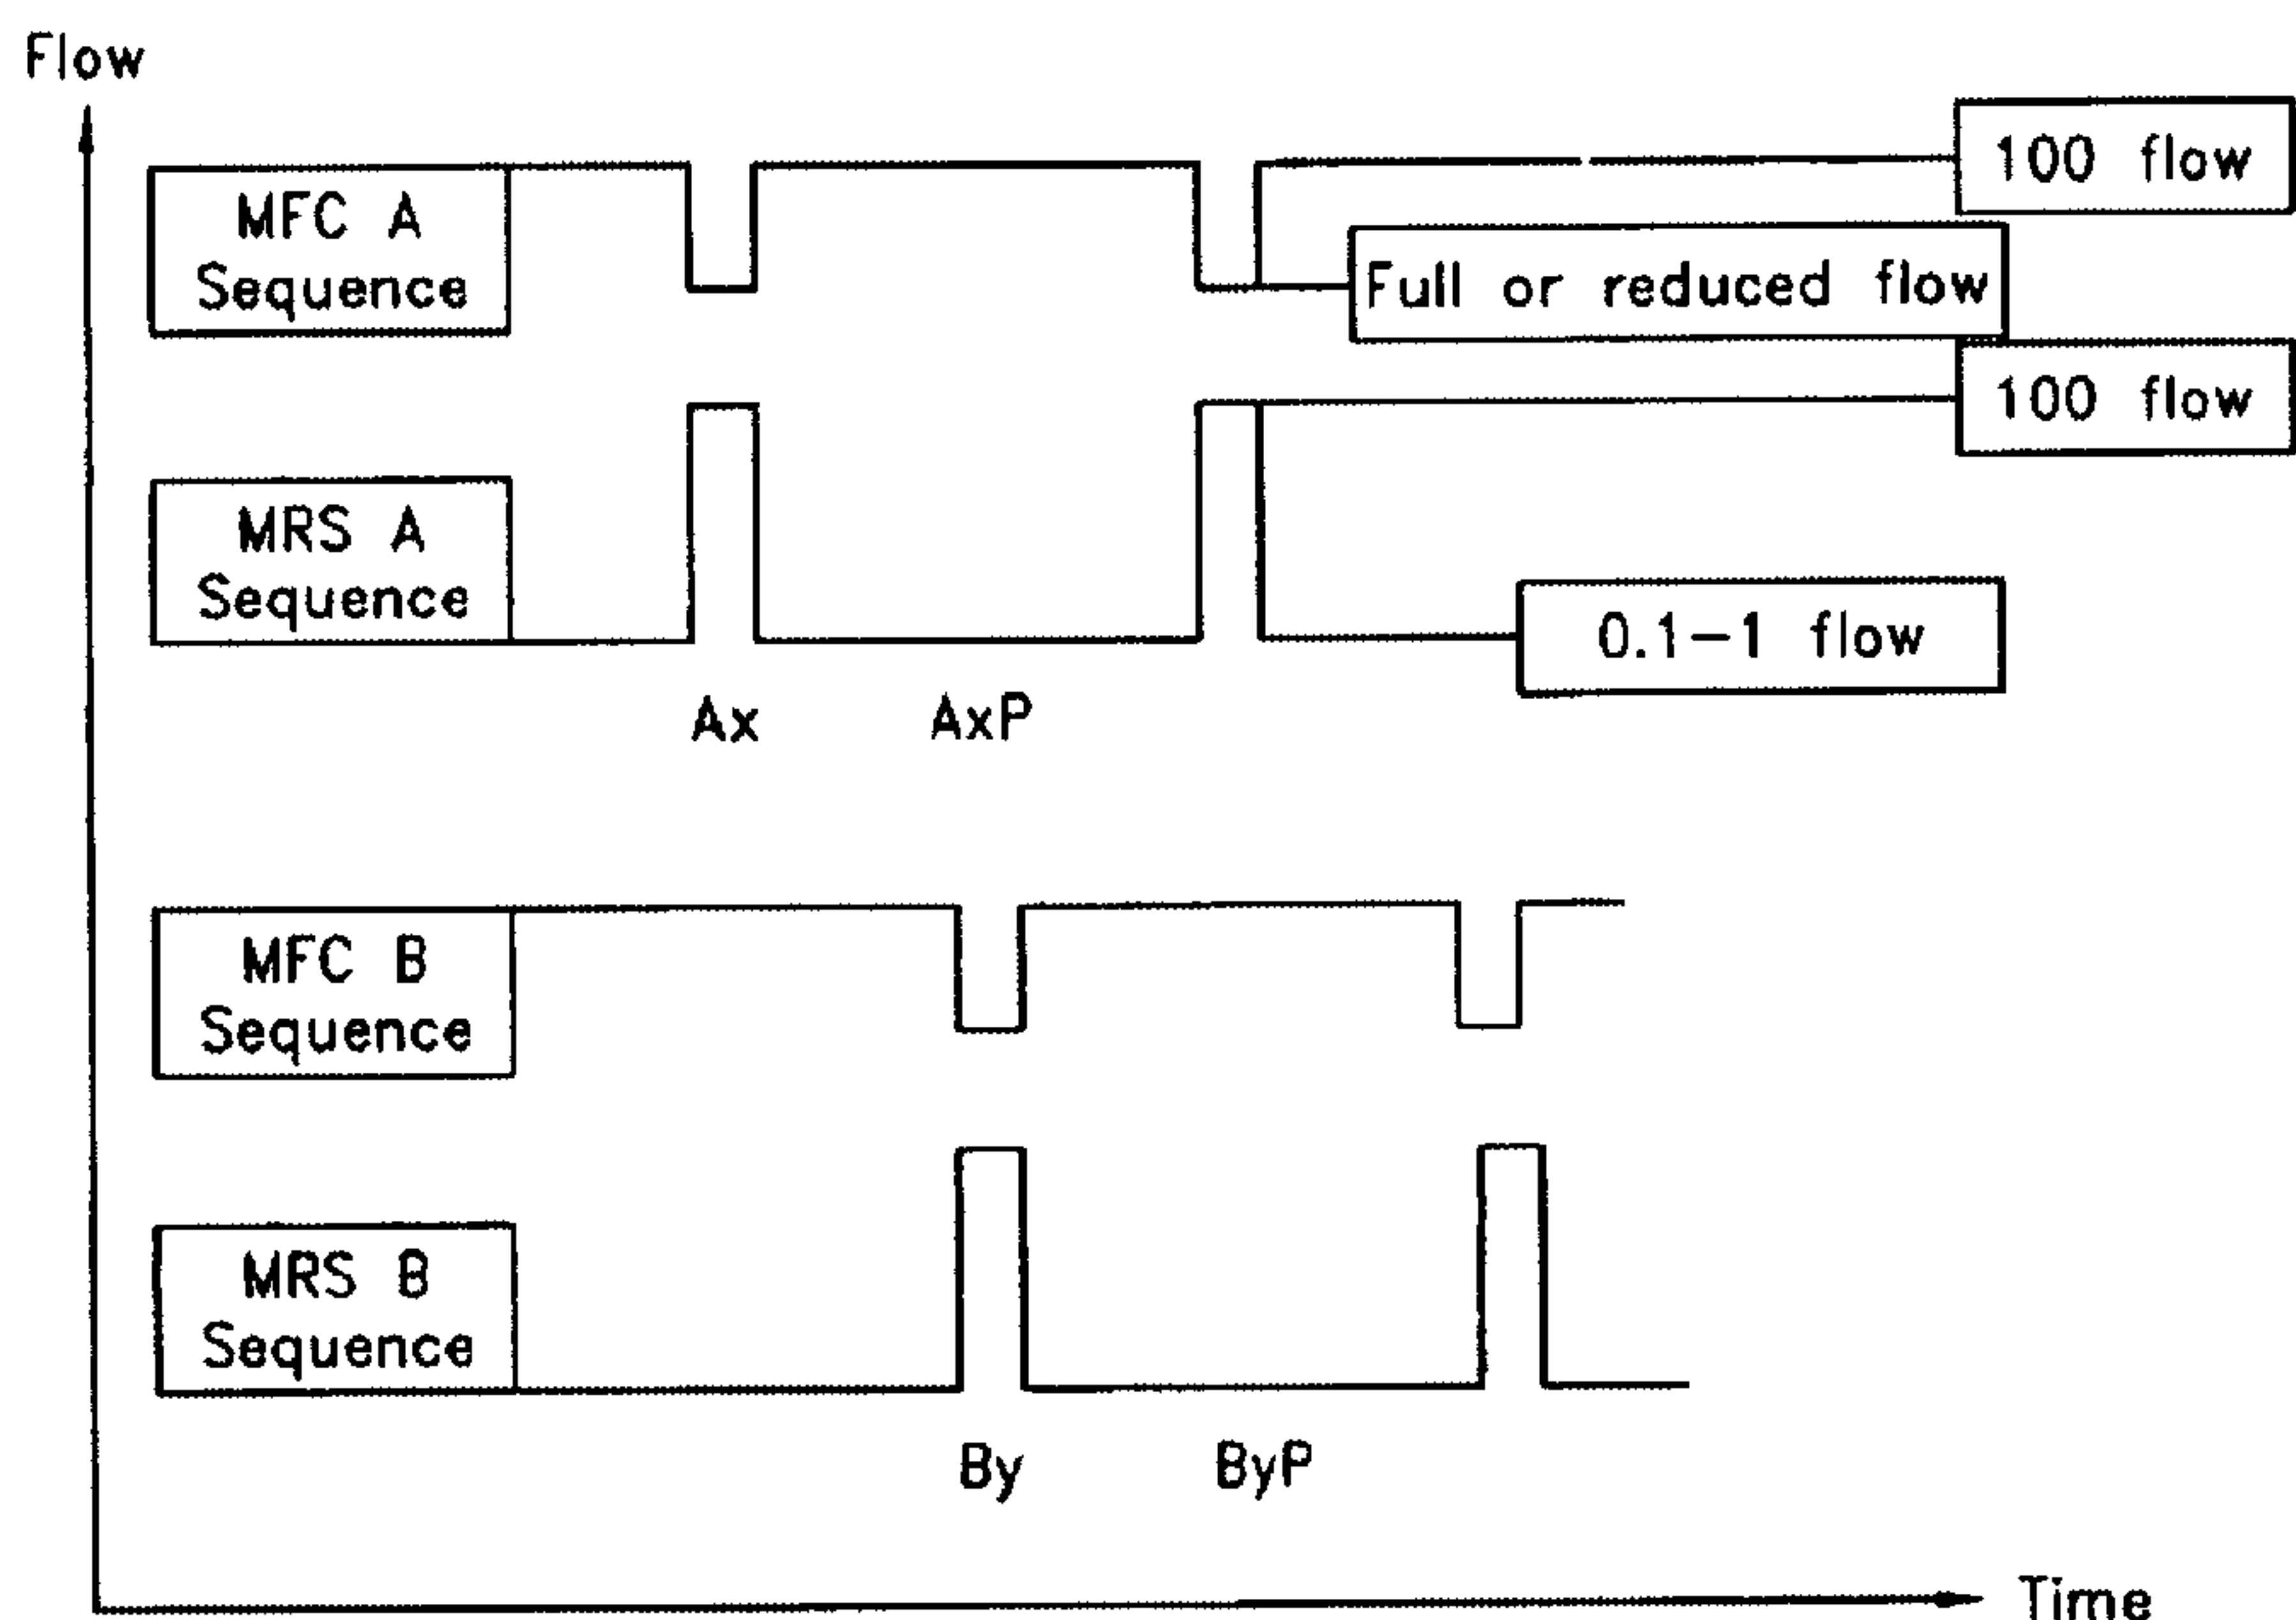 Flow
MFC A
Sequence
100 flow
Full or reduced flow
100 flow
MRS A
Sequence
0.1-1 flow
Ax AxP
MFC B
Sequence
MRS B
Sequence
By ByP
Time